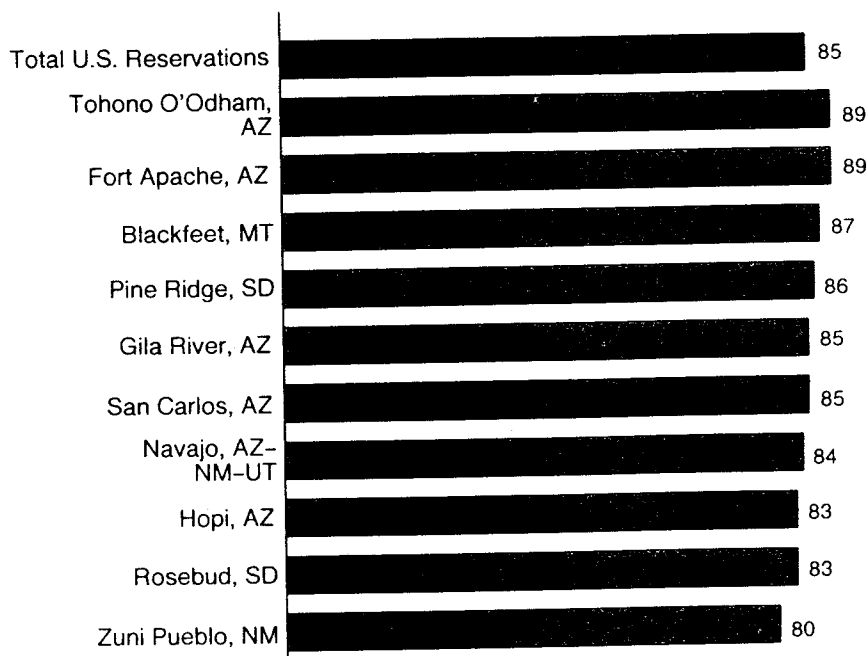 Total U.S. Reservations 85
Tohono O'Odham,
AZ 89
Fort Apache, AZ 89
Blackfeet, MT 87
Pine Ridge, SD 86
Gila River, AZ 85
San Carlos, AZ 85
Navajo, AZ–
NM–UT 84
Hopi, AZ 83
Rosebud, SD 83
Zuni Pueblo, NM 80